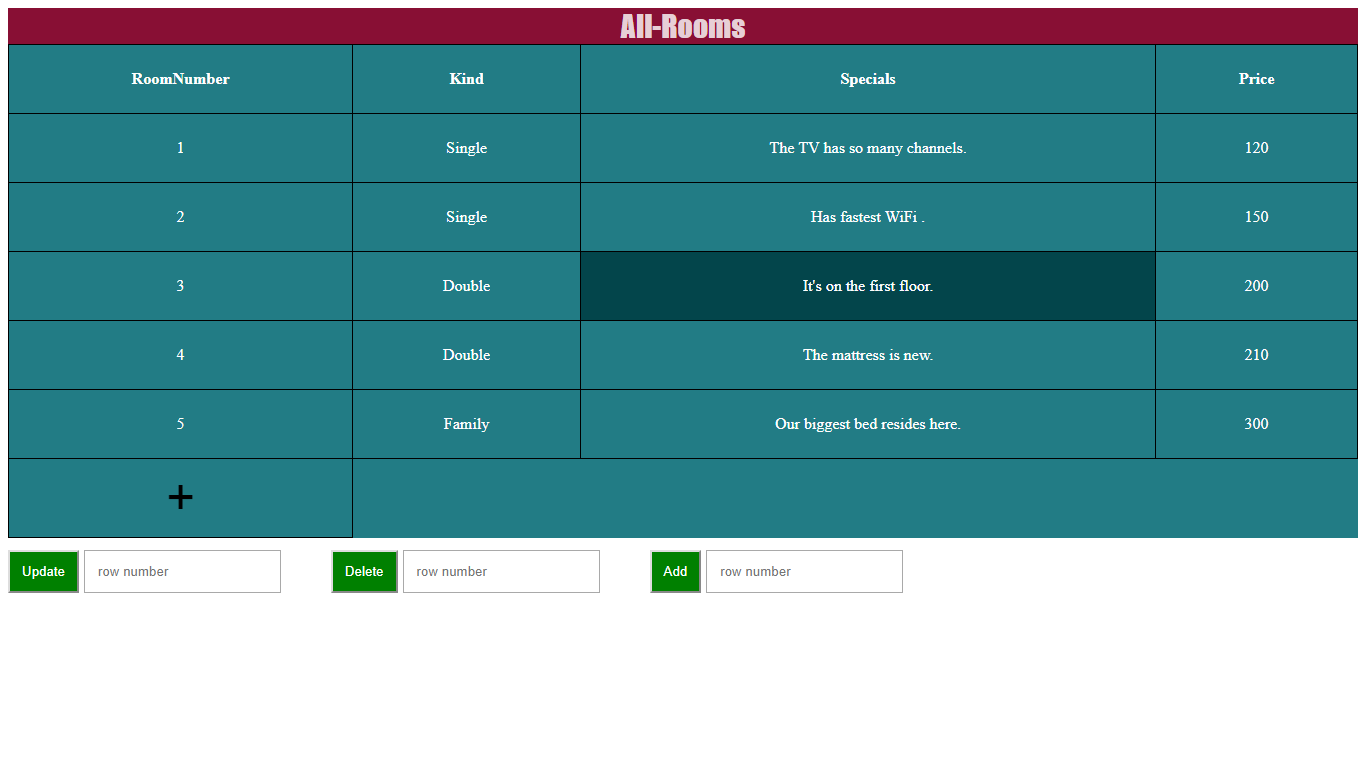 All-Rooms
RoomNumber Kind Specials Price
1 Single The TV has so many channels. 120
2 Single Has fastest WiFi . 150
3 Double It's on the first floor. 200
4 Double The mattress is new. 210
5 Family Our biggest bed resides here. 300
+
Update row number Delete row number Add row number